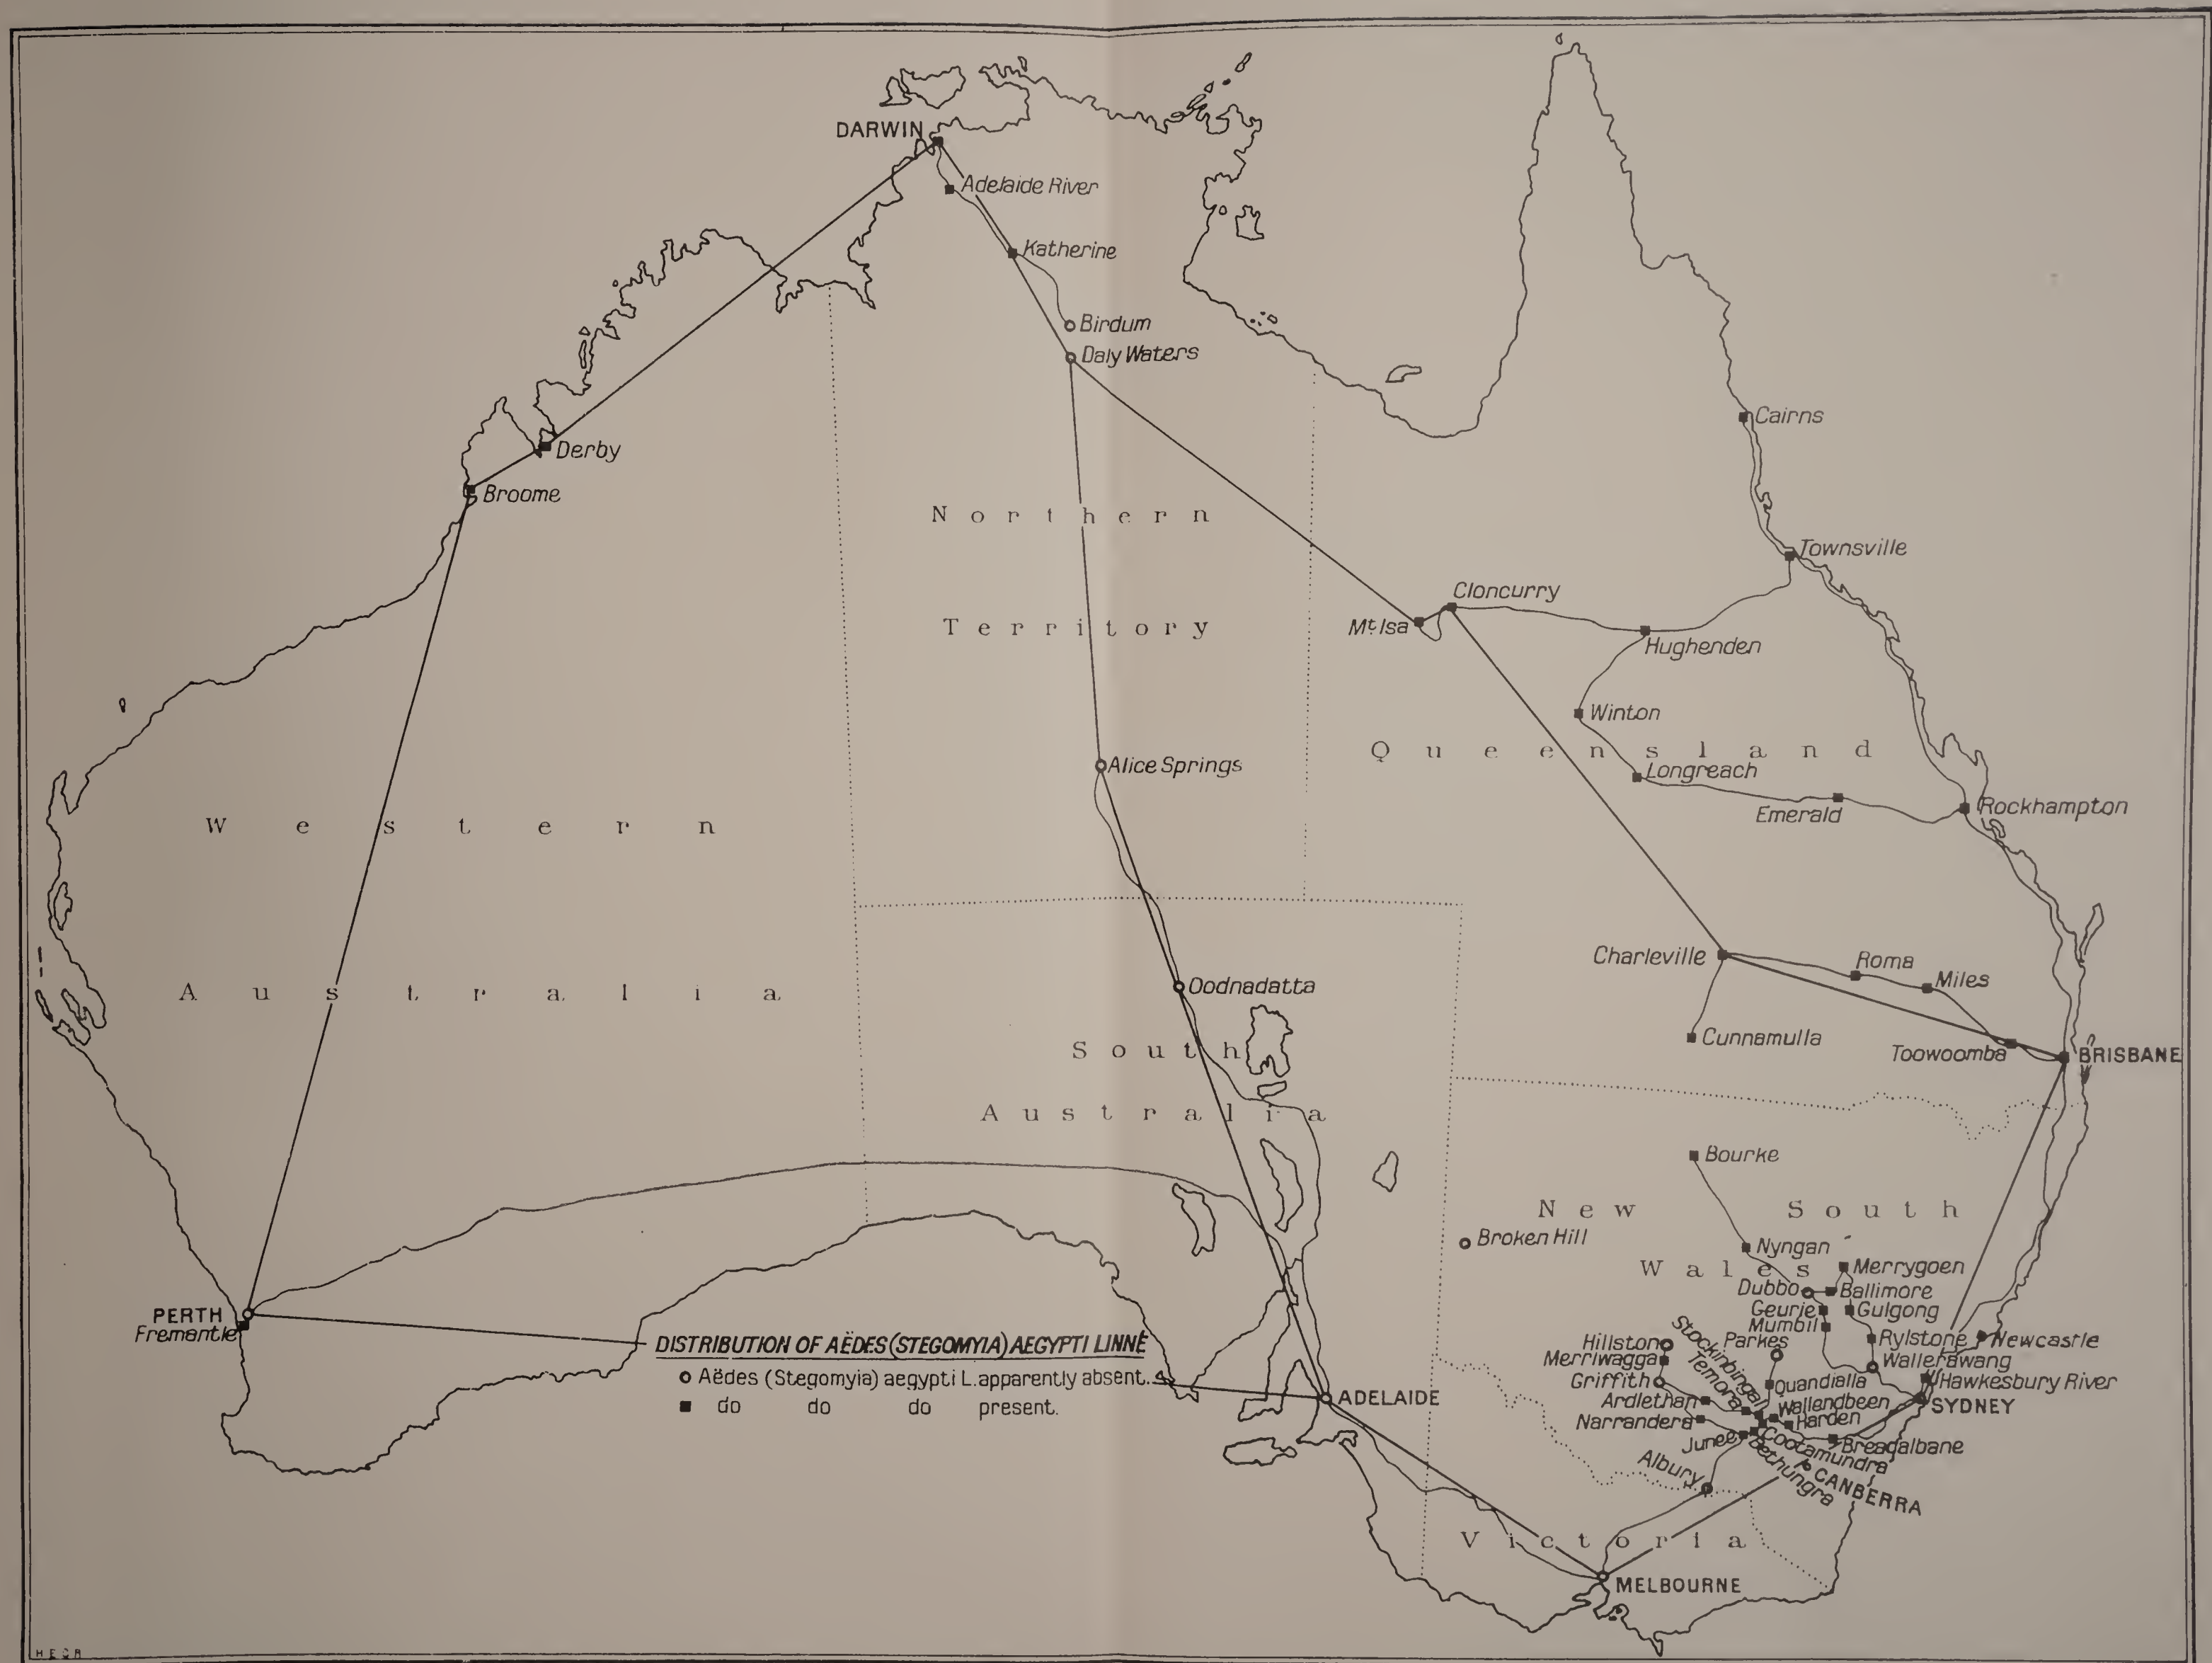 DARWIN
Adelaide River
Katherine
Birdum
Daly Waters
Cairns
Derby
Broome
Northern
Territory
Townsville
Cloncurry
Mt. Isa
Hughenden
Winton
Queensland
Longreach
Emerald
Rockhampton
Alice Springs
Western
Australia
Charleville
Roma
Miles
Cunnamulla
Toowoomba
BRISBANE
Oodnadatta
South
Australia
Bourke
New South
Wales
Broken Hill
Nyngan
Merrygoen
Dubbo
Ballimore
Geurie
Gulgong
Mumbil
Rylstone
Newcastle
Wallerawang
Hawkesbury River
SYDNEY
Hillston
Merriwagga
Griffith
Ardlethan
Narrandera
Stockinbingal
Temora
Parkes
Quandialla
Wallendbeen
Harden
Junee
Cootamundra
Bethungra
Breadalbane
Albury
CANBERRA
PERTH
Fremantle
DISTRIBUTION OF AËDES (STEGOMYIA) AEGYPTI LINNÉ
Aëdes (Stegomyia) aegypti L. apparently absent.
do do do present.
ADELAIDE
Victoria
MELBOURNE